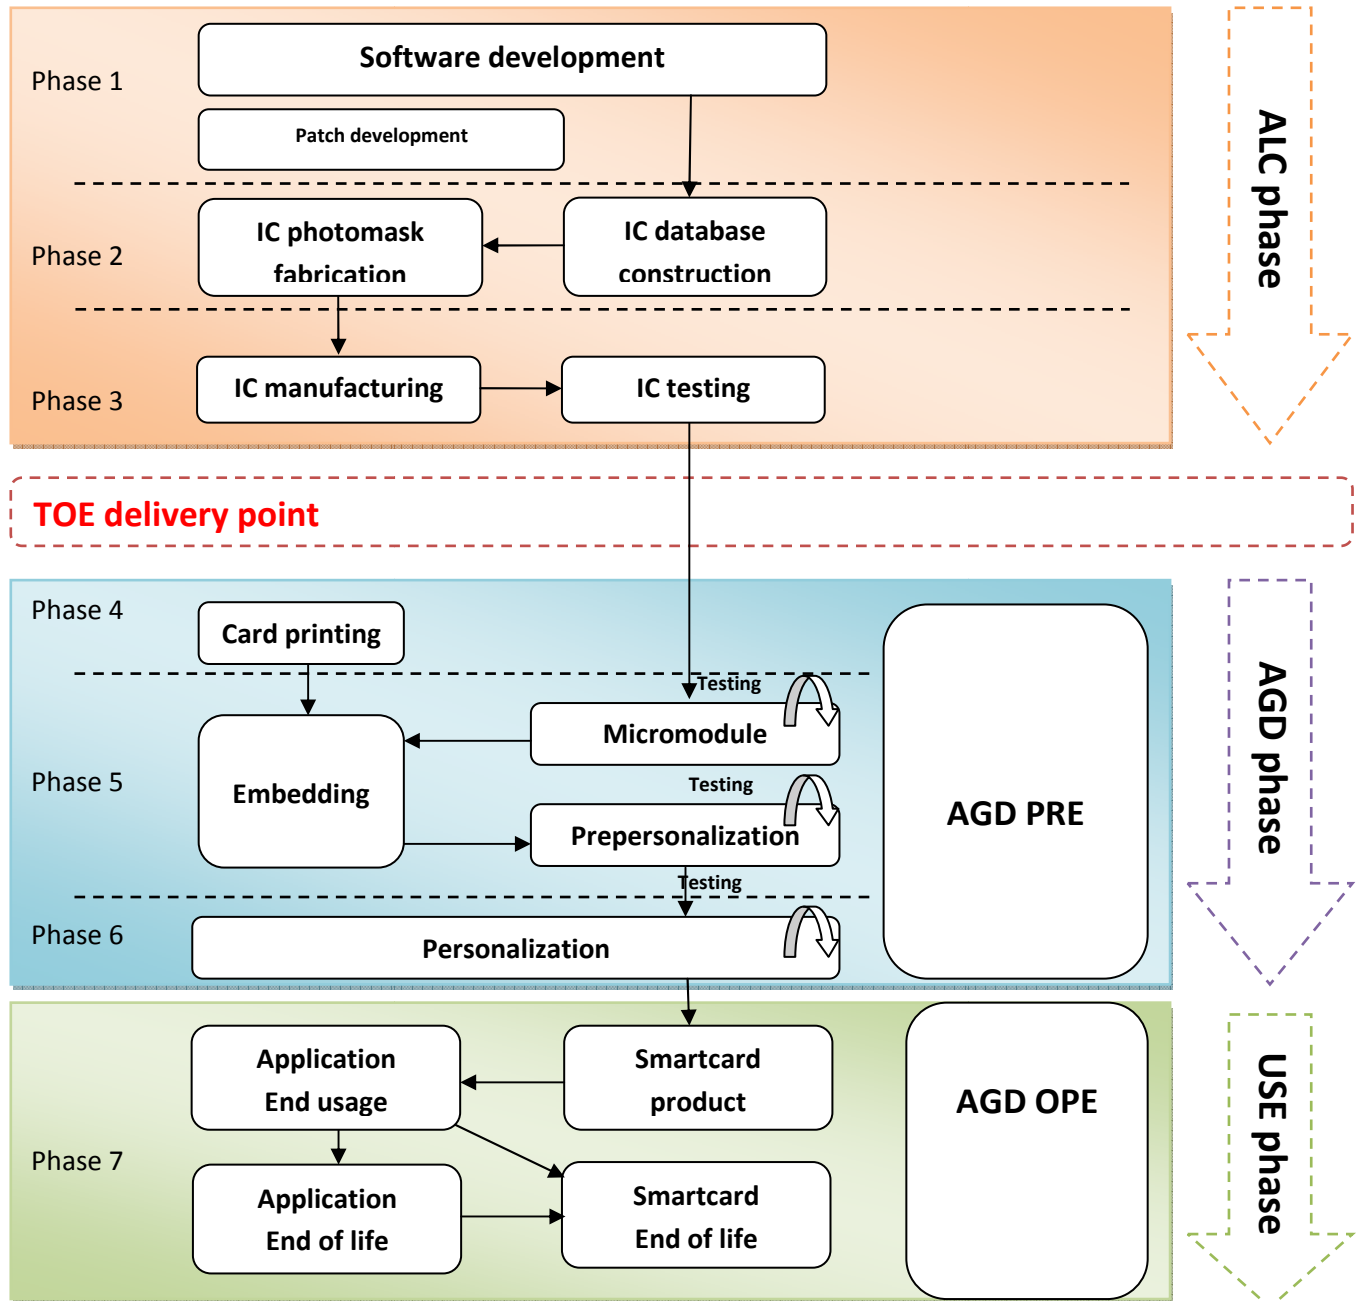 Software development
Phase 1
Patch development
IC photomask
fabrication
IC database
construction
Phase 2
IC manufacturing
IC testing
Phase 3
ALC phase
TOE delivery point
Phase 4
Card printing
Testing
Micromodule
Embedding
Phase 5
Testing
Prepersonalization
Testing
Phase 6
Personalization
AGD PRE
AGD phase
Application
End usage
Smartcard
product
Phase 7
Application
End of life
Smartcard
End of life
AGD OPE
USE phase